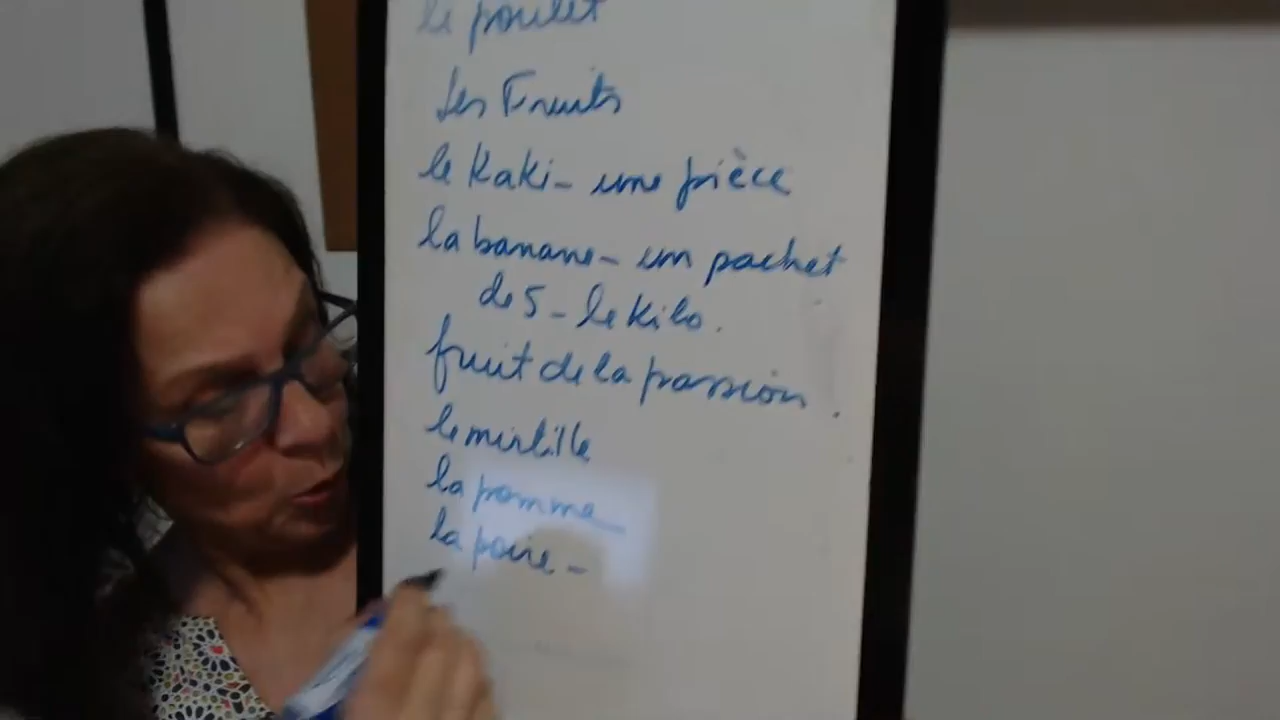 le poulet
Les Fruits
le Kaki - une pièce
la banane - un pachet
de 5 - le Kilo.
fruit de la passion.
le mirtille
la pomme
la poire -